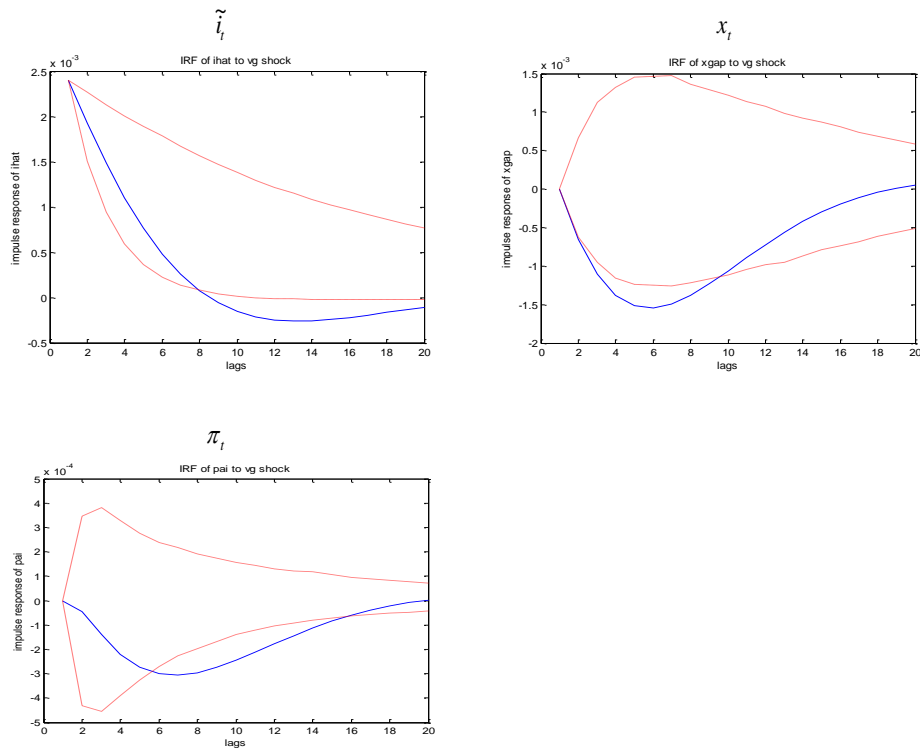 ĩ_t
x_t
x 10^-3
IRF of ihat to vg shock
2.5
2
1.5
1
0.5
0
-0.5
impulse response of ihat
0 2 4 6 8 10 12 14 16 18 20
lags
x 10^-3
IRF of xgap to vg shock
1.5
1
0.5
0
-0.5
-1
-1.5
-2
impulse response of xgap
0 2 4 6 8 10 12 14 16 18 20
lags
π_t
x 10^-4
IRF of pai to vg shock
5
4
3
2
1
0
-1
-2
-3
-4
-5
impulse response of pai
0 2 4 6 8 10 12 14 16 18 20
lags